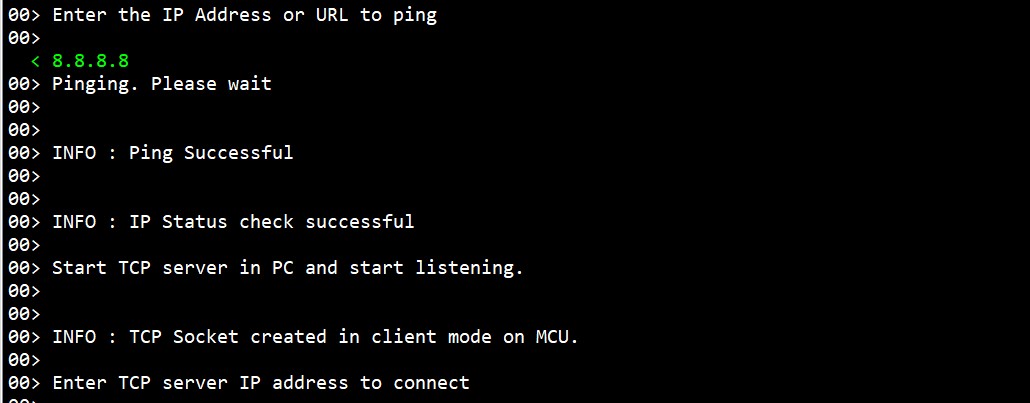 00> Enter the IP Address or URL to ping
00>
< 8.8.8.8
00> Pinging. Please wait
00>
00>
00> INFO : Ping Successful
00>
00>
00> INFO : IP Status check successful
00>
00> Start TCP server in PC and start listening.
00>
00>
00> INFO : TCP Socket created in client mode on MCU.
00>
00> Enter TCP server IP address to connect
00>